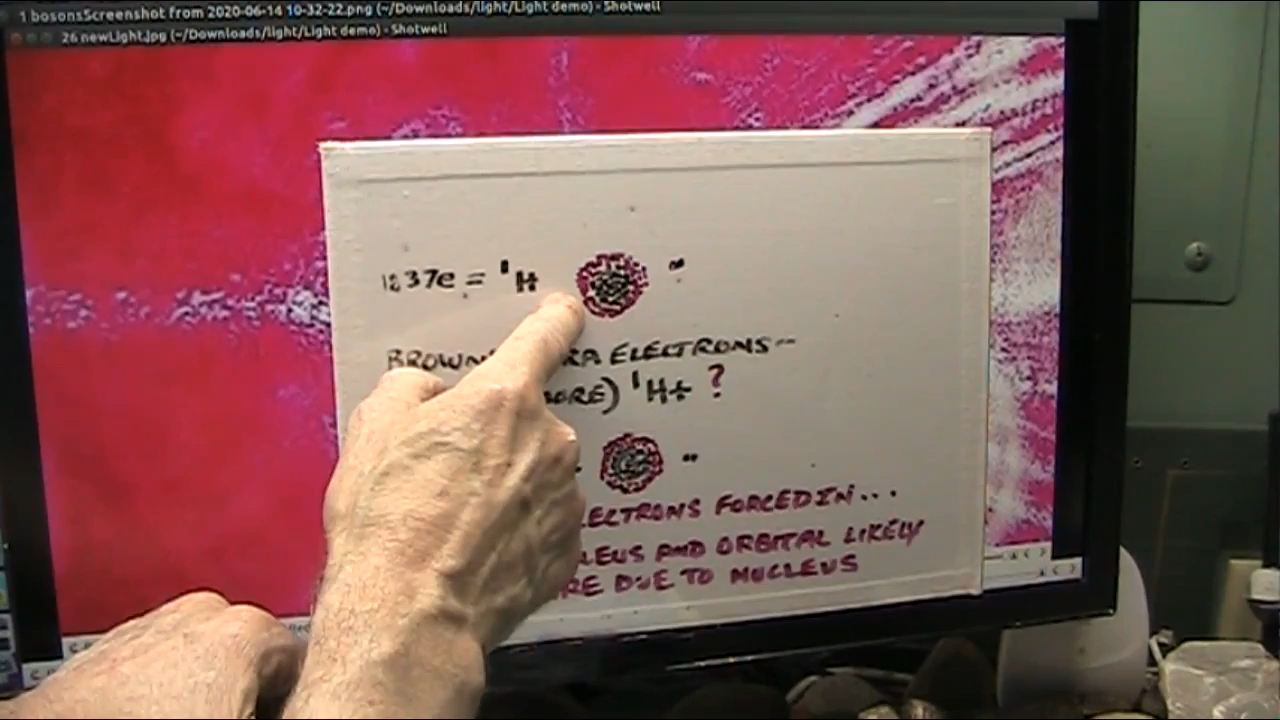 1 bosonsScreenshot from 2020-06-14 10-32-22.png (~/Downloads/light/Light demo) - Shotwell
26 newLight.jpg (~/Downloads/light/Light demo) - Shotwell
1837e = ¹H "
ELECTRONS--
¹H+ ?
"
FORCED IN...
AND ORBITAL LIKELY
DUE TO NUCLEUS